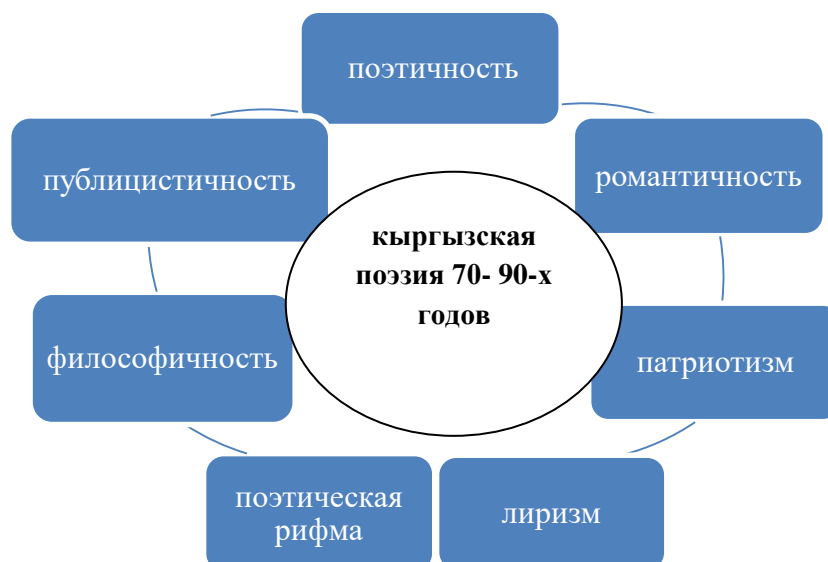 поэтичность
романтичность
патриотизм
лиризм
поэтическая
рифма
философичность
публицистичность
кыргызская
поэзия 70- 90-х
годов